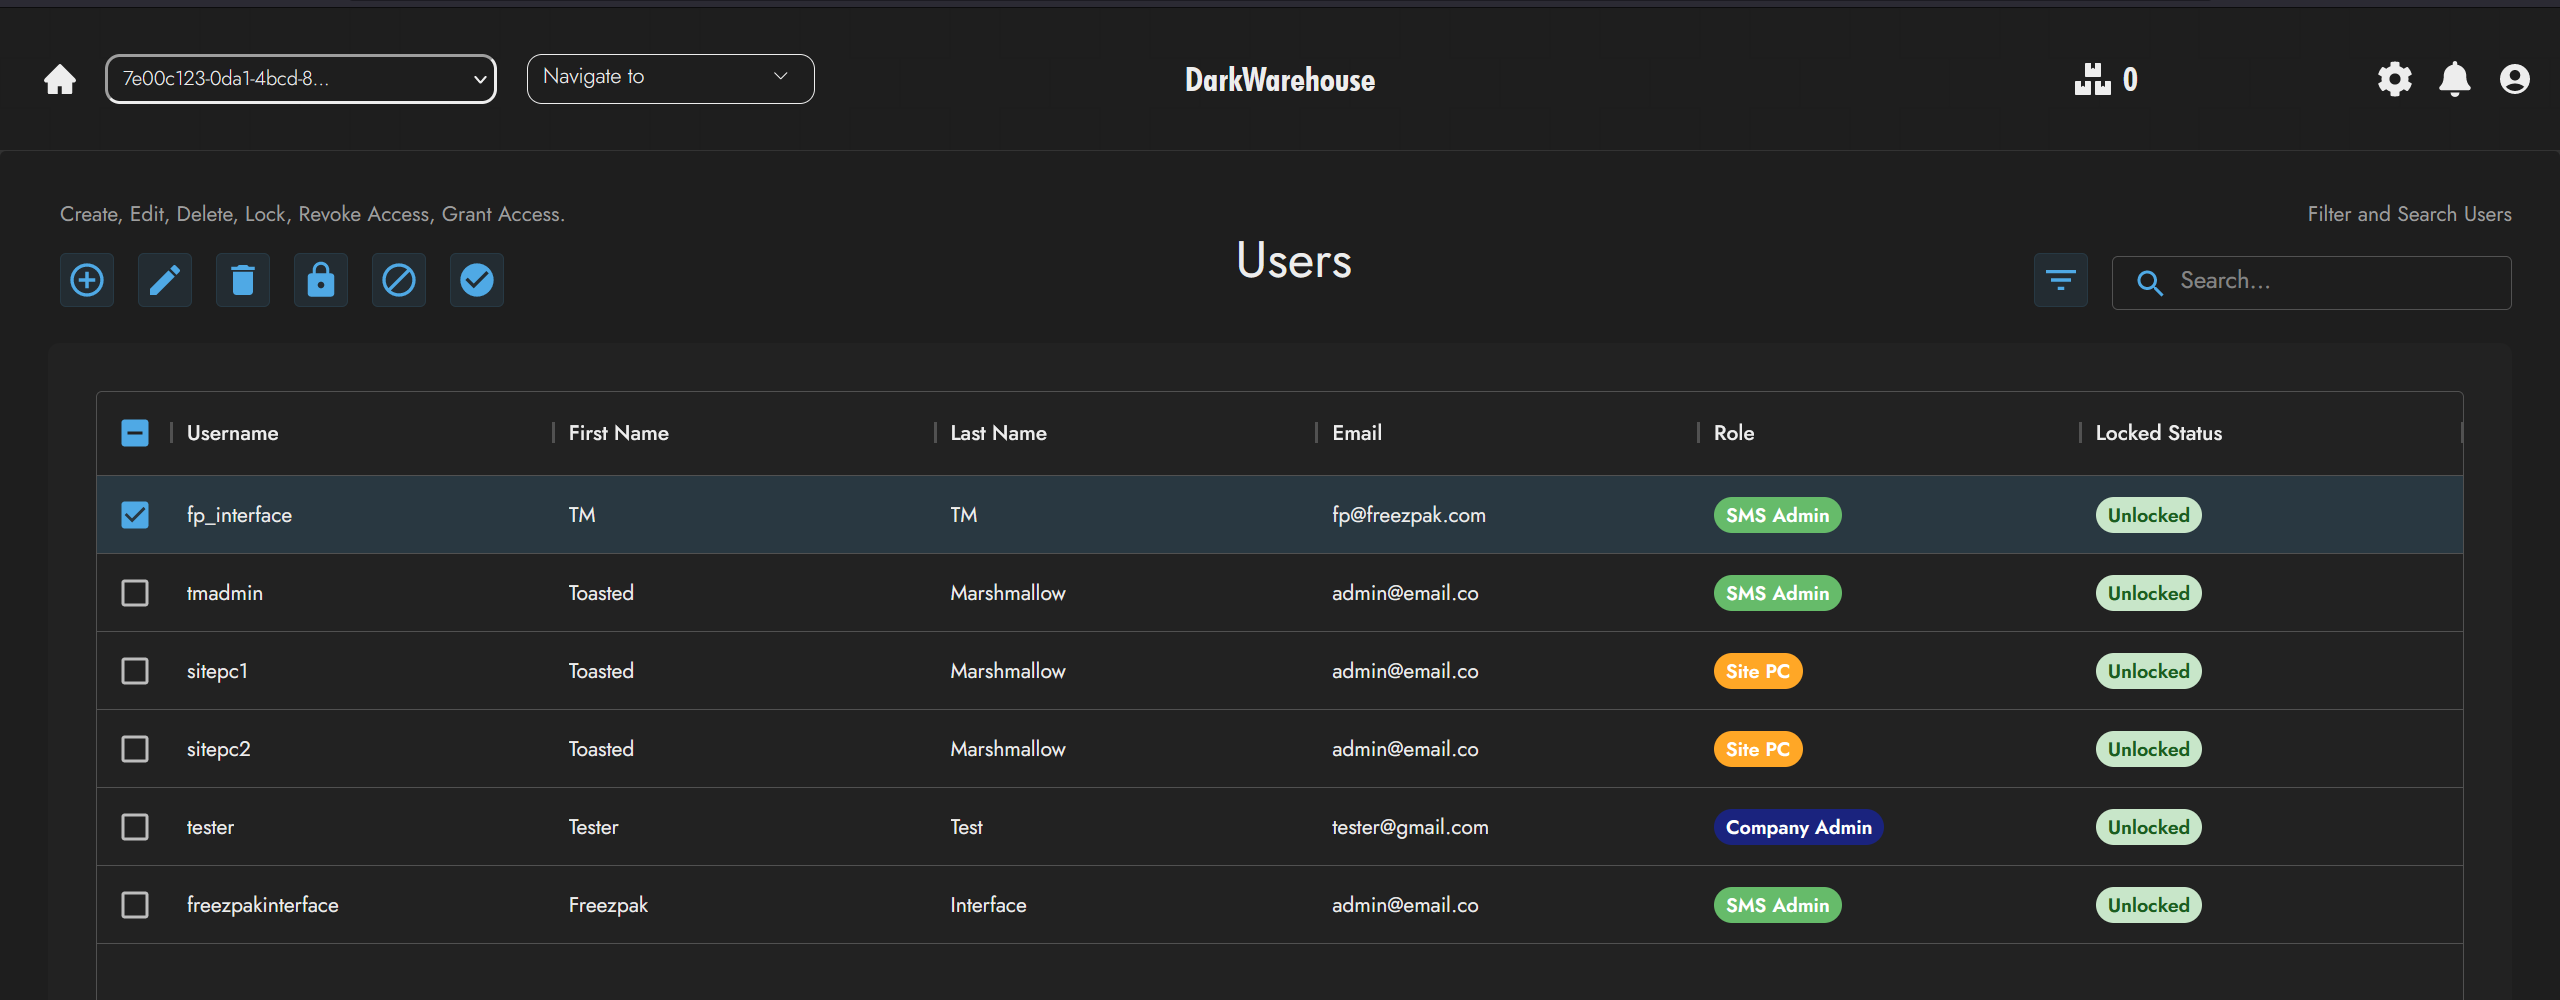 7e00c123-0da1-4bcd-8...
Navigate to
DarkWarehouse
0
Create, Edit, Delete, Lock, Revoke Access, Grant Access.
Filter and Search Users
Users
Search...
Username First Name Last Name Email Role Locked Status
fp_interface TM TM fp@freezpak.com SMS Admin Unlocked
tmadmin Toasted Marshmallow admin@email.co SMS Admin Unlocked
sitepc1 Toasted Marshmallow admin@email.co Site PC Unlocked
sitepc2 Toasted Marshmallow admin@email.co Site PC Unlocked
tester Tester Test tester@gmail.com Company Admin Unlocked
freezpakinterface Freezpak Interface admin@email.co SMS Admin Unlocked